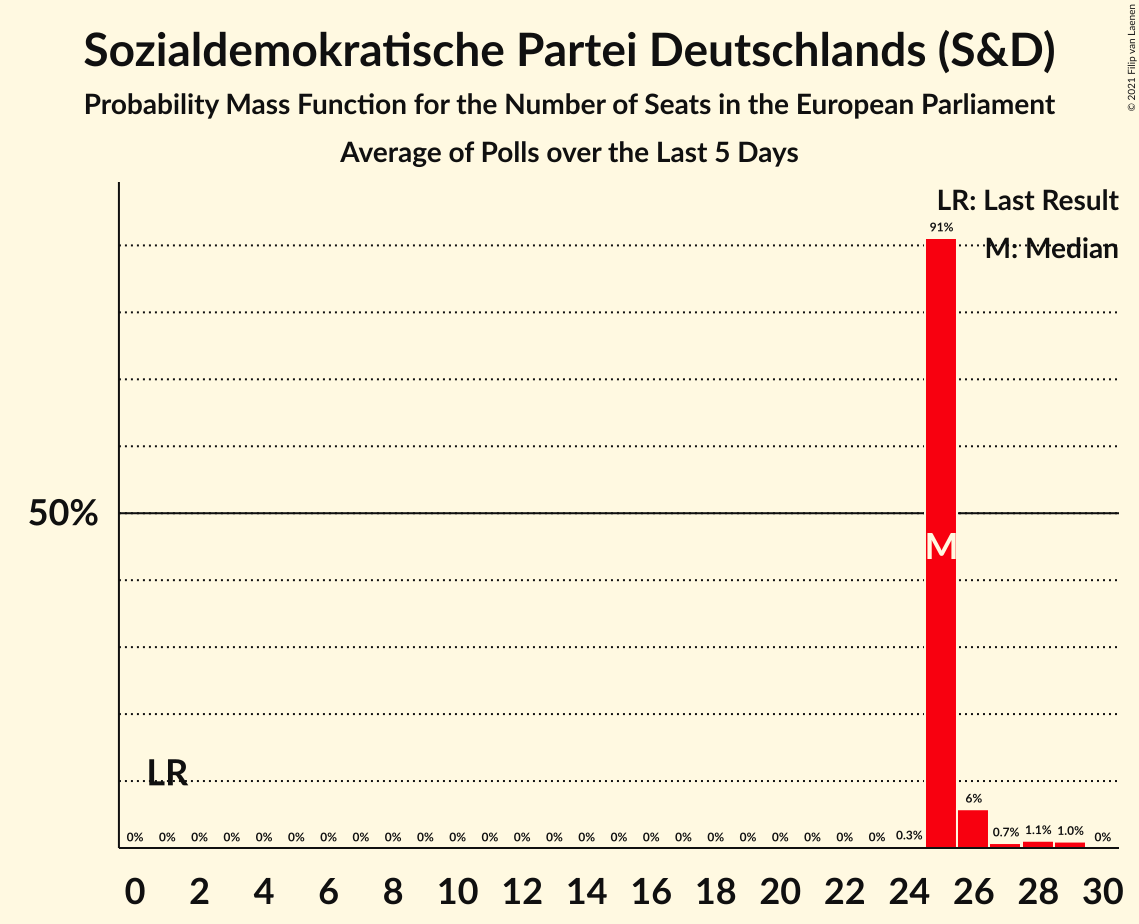 Sozialdemokratische Partei Deutschlands (S&D)
Probability Mass Function for the Number of Seats in the European Parliament
Average of Polls over the Last 5 Days
© 2021 Filip van Laenen
LR: Last Result
M: Median
91%
50%
M
LR
0% 0% 0% 0% 0% 0% 0% 0% 0% 0% 0% 0% 0% 0% 0% 0% 0% 0% 0% 0% 0% 0% 0% 0% 0.3% 6% 0.7% 1.1% 1.0% 0%
0 2 4 6 8 10 12 14 16 18 20 22 24 26 28 30